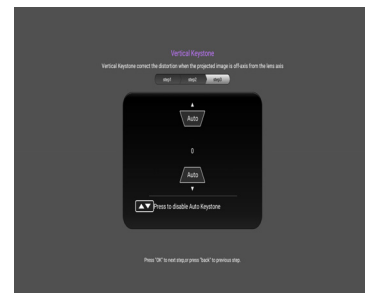 Vertical Keystone
Vertical Keystone correct the distortion when the projected image is off-axis from the lens axis
step1 step2 step3
Auto
0
Auto
Press to disable Auto Keystone
Press "OK" to next step,or press "back" to previous step.